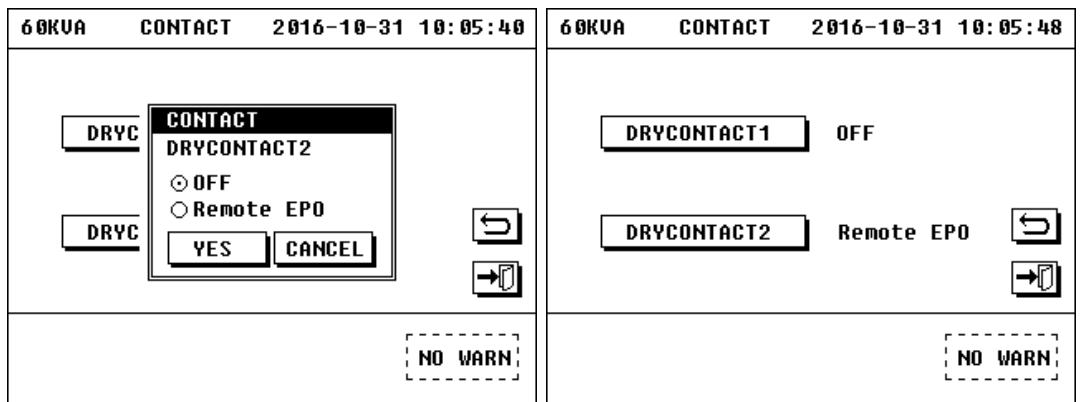 60KVA CONTACT 2016-10-31 10:05:40
DRYC
CONTACT
DRYCONTACT2
OFF
Remote EPO
DRYC
YES CANCEL
NO WARN
60KVA CONTACT 2016-10-31 10:05:48
DRYCONTACT1 OFF
DRYCONTACT2 Remote EPO
NO WARN